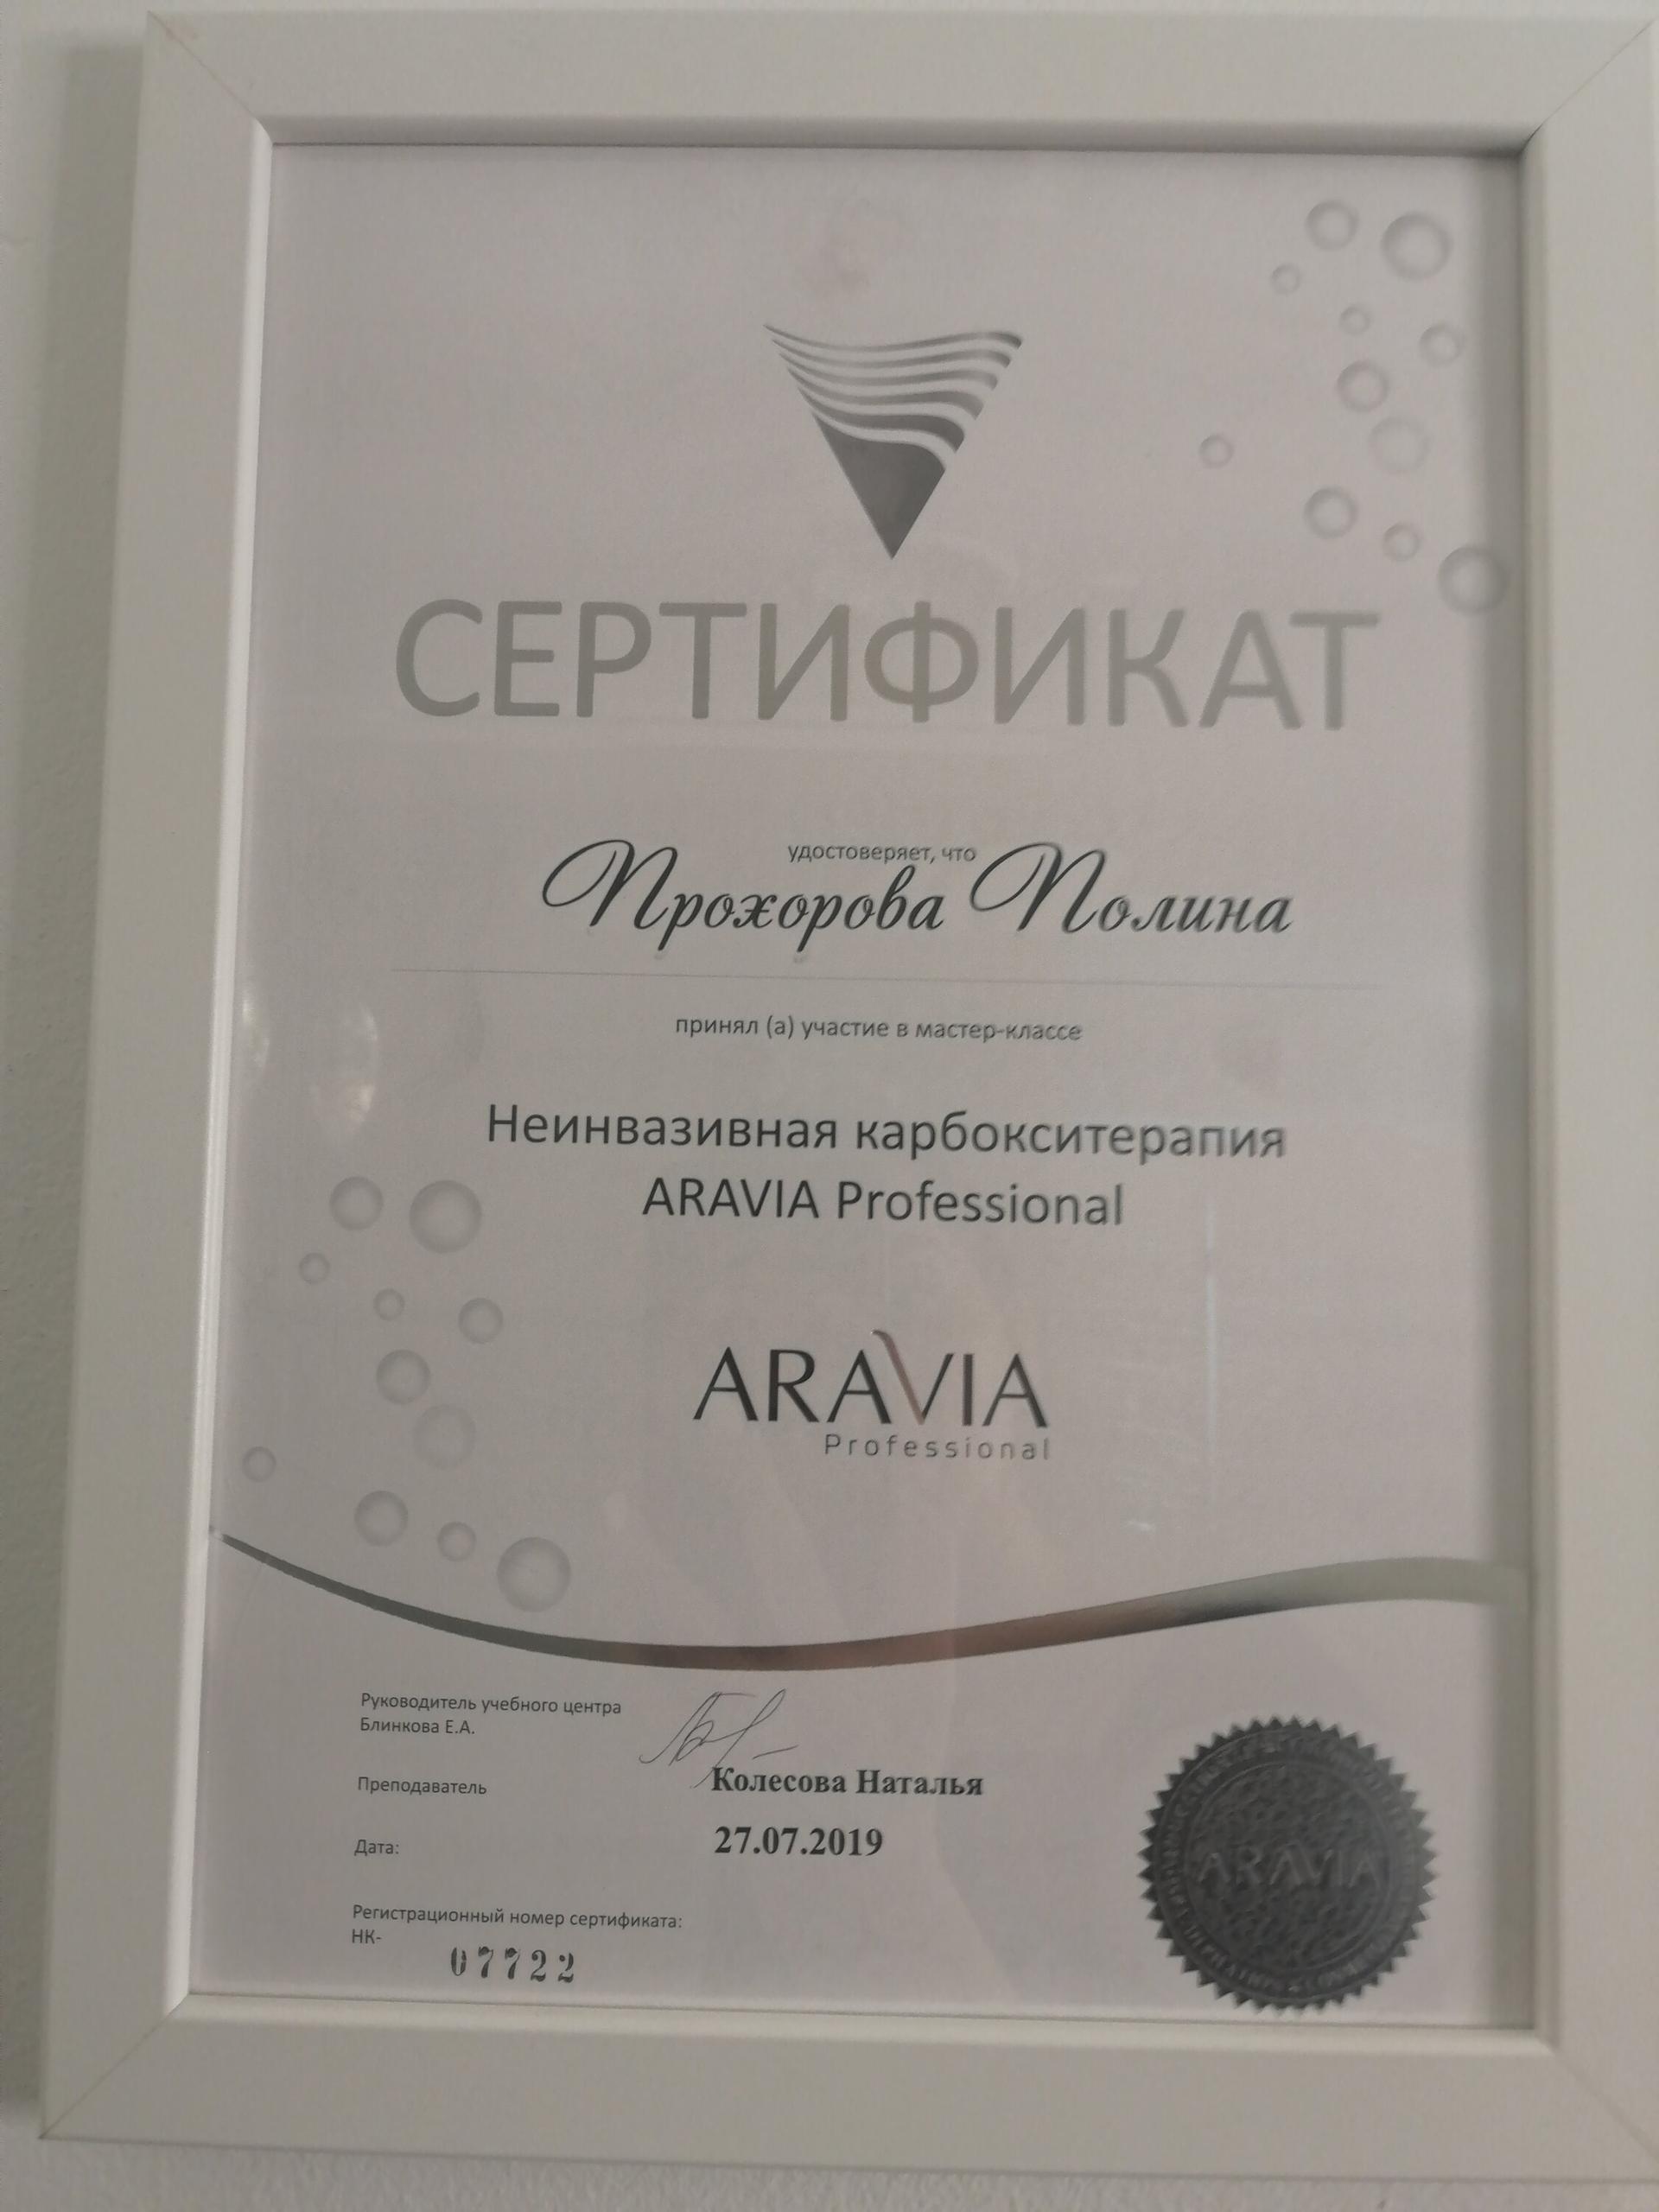 СЕРТИФИКАТ
удостоверяет, что
Прохорова Полина
принял (а) участие в мастер-классе
Неинвазивная карбокситерапия
ARAVIA Professional
ARAVIA
Professional
Руководитель учебного центра
Блинкова Е.А.
Преподаватель Колесова Наталья
Дата: 27.07.2019
Регистрационный номер сертификата:
НК-
07722
ARAVIA